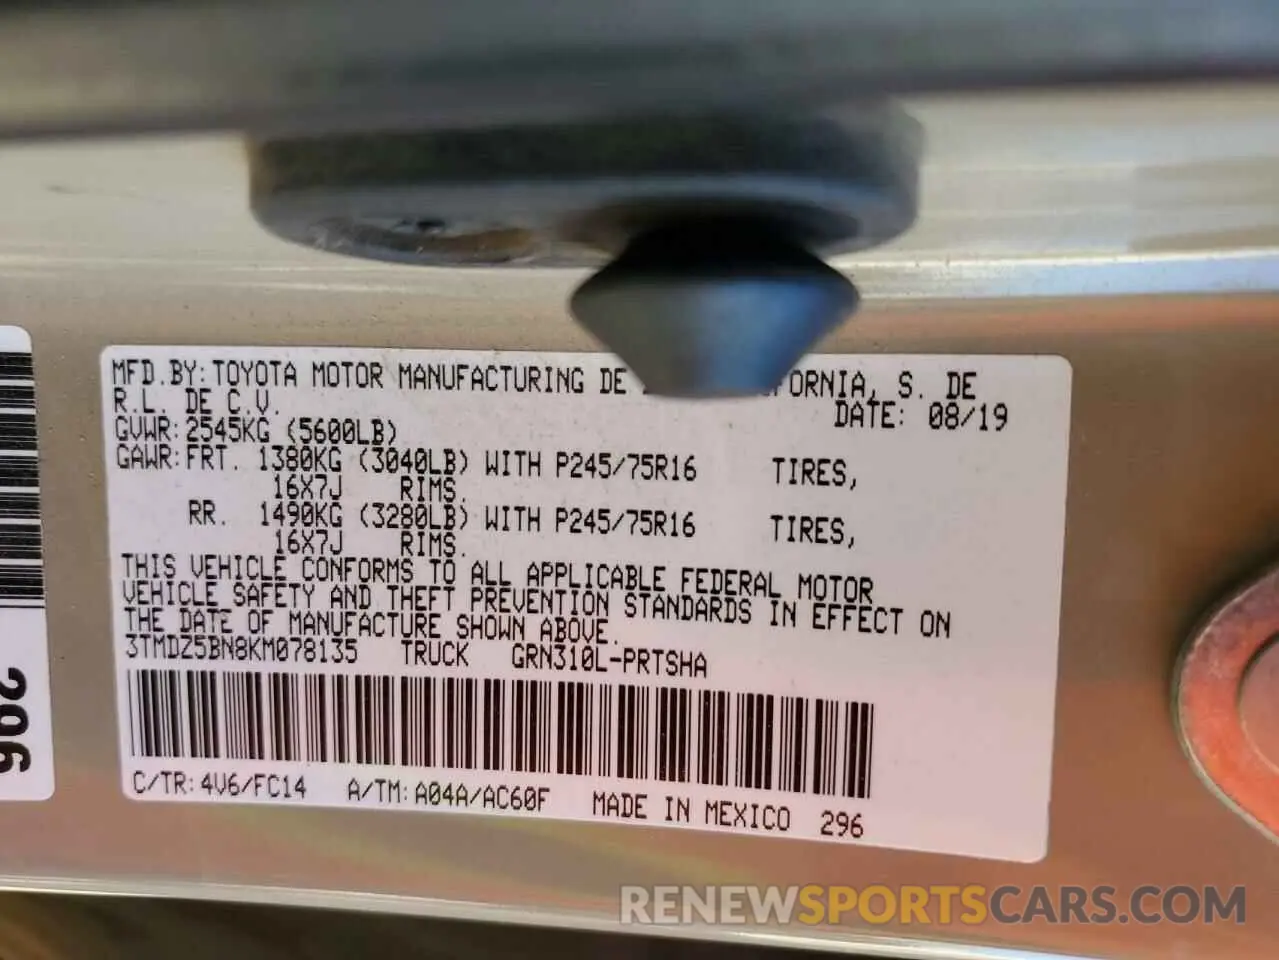 MFD.BY:TOYOTA MOTOR MANUFACTURING DE FORNIA, S. DE
R.L. DE C.V.
DATE: 08/19
GVWR:2545KG (5600LB)
GAWR:FRT. 1380KG (3040LB) WITH P245/75R16 TIRES,
16X7J RIMS.
RR. 1490KG (3280LB) WITH P245/75R16 TIRES,
16X7J RIMS.
THIS VEHICLE CONFORMS TO ALL APPLICABLE FEDERAL MOTOR
VEHICLE SAFETY AND THEFT PREVENTION STANDARDS IN EFFECT ON
THE DATE OF MANUFACTURE SHOWN ABOVE.
3TMDZ5BN8KM078135 TRUCK GRN310L-PRTSHA
C/TR:4V6/FC14 A/TM:A04A/AC60F MADE IN MEXICO 296
296
RENEWSPORTSCARS.COM